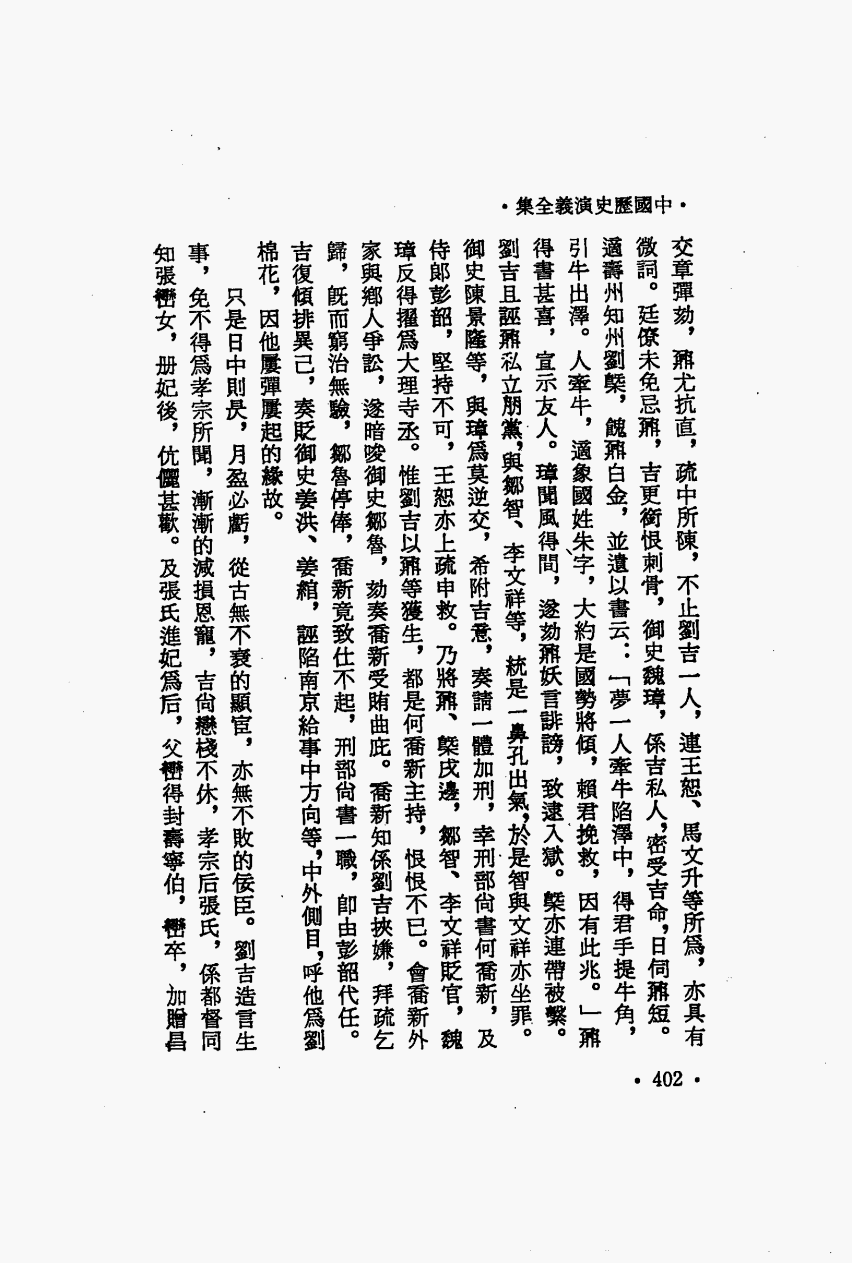 ·中國歷史演義全集·
交章彈劾，鼐尤抗直，疏中所陳，不止劉吉一人，連王恕、馬文升等所爲，亦具有
微詞。廷僚未免忌鼐，吉更銜恨刺骨，御史魏璋，係吉私人，密受吉命，日伺鼐短。
適壽州知州劉㮣，餽鼐白金，並遺以書云：「夢一人牽牛陷澤中，得君手提牛角，
引牛出澤。人牽牛，適象國姓朱字，大約是國勢將傾，賴君挽救，因有此兆。」鼐
得書甚喜，宣示友人。璋聞風得間，遂劾鼐妖言誹謗，致逮入獄。㮣亦連帶被繫。
劉吉且誣鼐私立朋黨，與鄒智、李文祥等，統是一鼻孔出氣，於是智與文祥亦坐罪。
御史陳景隆等，與璋爲莫逆交，希附吉意，奏請一體加刑，幸刑部尙書何喬新，及
侍郞彭韶，堅持不可，王恕亦上疏申救。乃將鼐、㮣戌邊，鄒智、李文祥貶官，魏
璋反得擢爲大理寺丞。惟劉吉以鼐等獲生，都是何喬新主持，恨恨不已。會喬新外
家與鄕人爭訟，遂暗唆御史鄒魯，劾奏喬新受賄曲庇。喬新知係劉吉挾嫌，拜疏乞
歸，旣而窮治無驗，鄒魯停俸，喬新竟致仕不起，刑部尙書一職，卽由彭韶代任。
吉復傾排異己，奏貶御史姜洪、姜綰，誣陷南京給事中方向等，中外側目，呼他爲劉
棉花，因他屢彈屢起的緣故。
只是日中則昃，月盈必虧，從古無不衰的顯宦，亦無不敗的佞臣。劉吉造言生
事，免不得爲孝宗所聞，漸漸的減損恩寵，吉尙戀棧不休，孝宗后張氏，係都督同
知張巒女，册妃後，伉儷甚歡。及張氏進妃爲后，父巒得封壽寧伯，巒卒，加贈昌
·402·